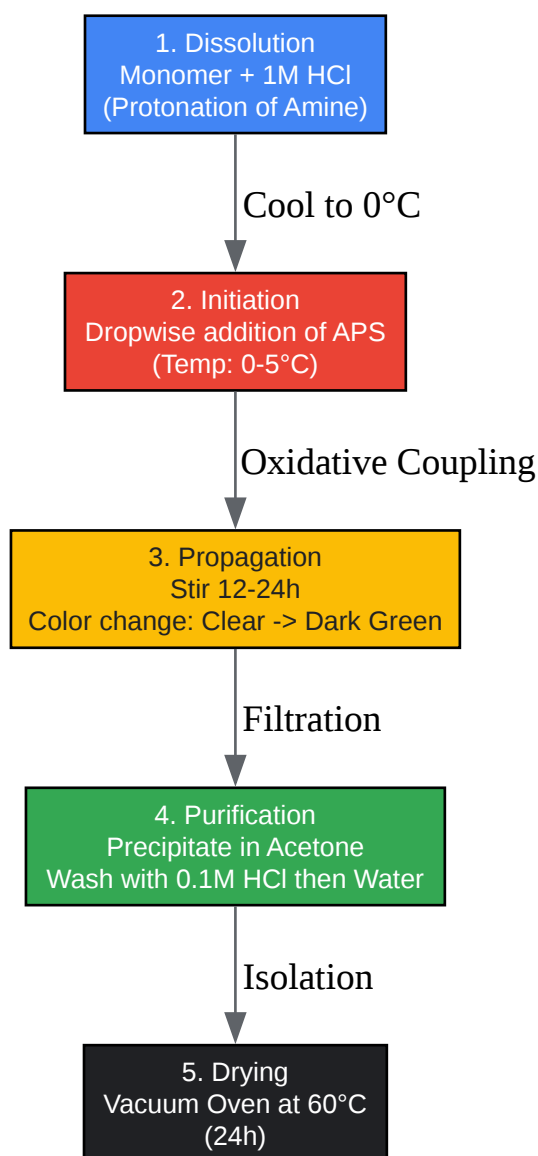 1. Dissolution
Monomer + 1M HCl
(Protonation of Amine)
Cool to 0°C
2. Initiation
Dropwise addition of APS
(Temp: 0-5°C)
Oxidative Coupling
3. Propagation
Stir 12-24h
Color change: Clear -> Dark Green
Filtration
4. Purification
Precipitate in Acetone
Wash with 0.1M HCl then Water
Isolation
5. Drying
Vacuum Oven at 60°C
(24h)